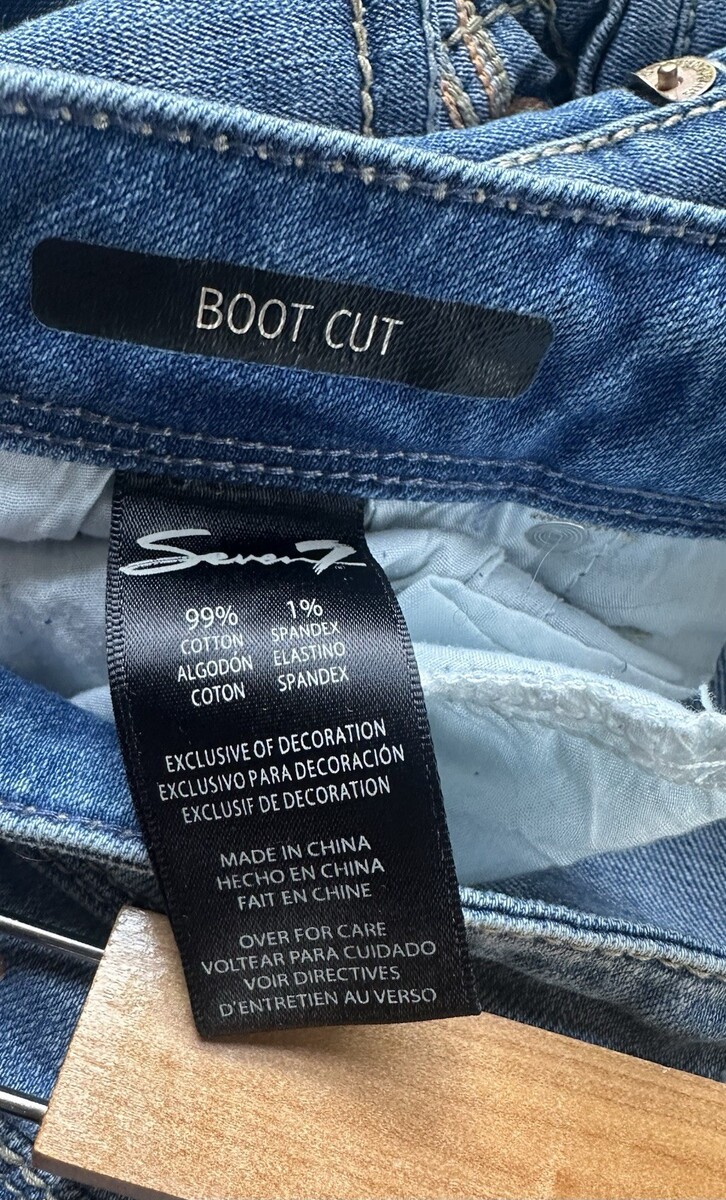 BOOT CUT
Seven7
99% 1%
COTTON SPANDEX
ALGODÓN ELASTINO
COTON SPANDEX
EXCLUSIVE OF DECORATION
EXCLUSIVO PARA DECORACIÓN
EXCLUSIF DE DECORATION
MADE IN CHINA
HECHO EN CHINA
FAIT EN CHINE
OVER FOR CARE
VOLTEAR PARA CUIDADO
VOIR DIRECTIVES
D'ENTRETIEN AU VERSO